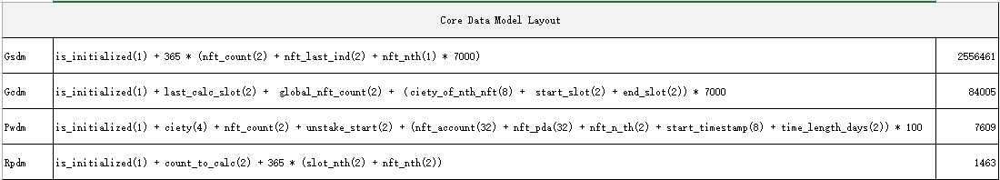 Core Data Model Layout
Gsdm is_initialized(1) + 365 * (nft_count(2) + nft_last_ind(2) + nft_nth(1) * 7000) 2556461
Gcdm is_initialized(1) + last_calc_slot(2) + global_nft_count(2) + (ciety_of_nth_nft(8) + start_slot(2) + end_slot(2)) * 7000 84005
Pwdm is_initialized(1) + ciety(4) + nft_count(2) + unstake_start(2) + (nft_account(32) + nft_pda(32) + nft_n_th(2) + start_timestamp(8) + time_length_days(2)) * 100 7609
Rpdm is_initialized(1) + count_to_calc(2) + 365 * (slot_nth(2) + nft_nth(2)) 1463